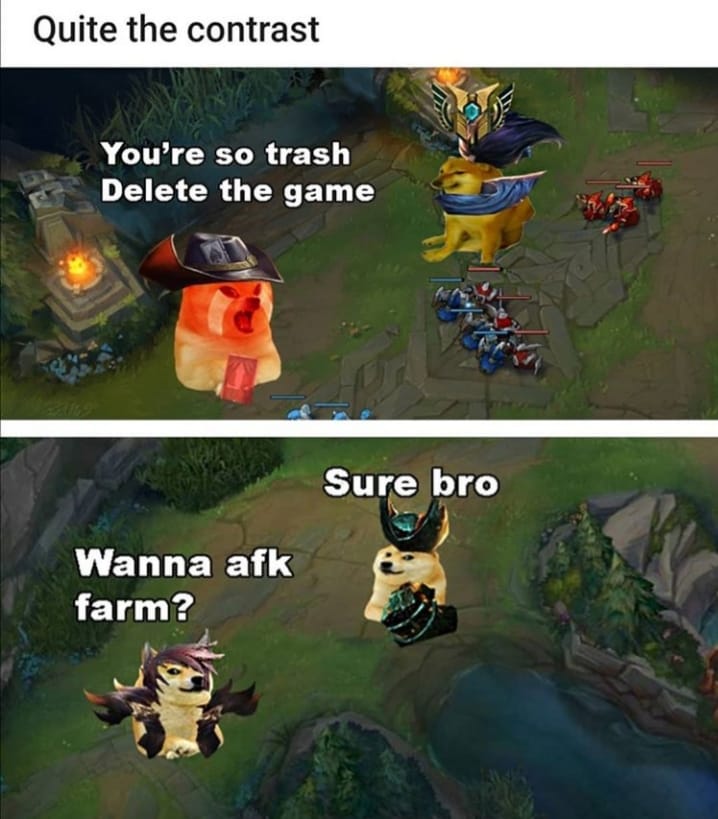 Quite the contrast
You're so trash
Delete the game
Sure bro
Wanna afk
farm?